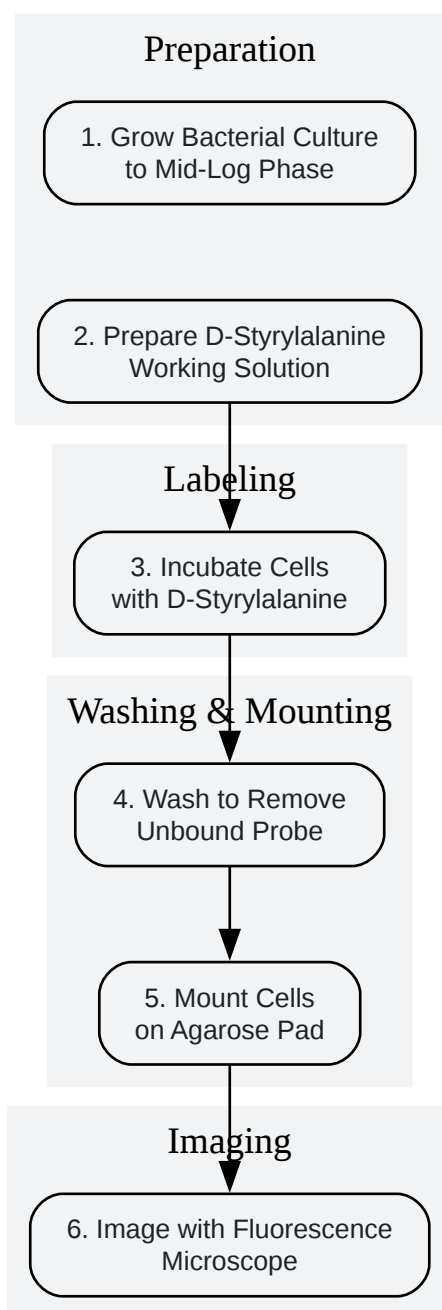 Preparation
1. Grow Bacterial Culture
to Mid-Log Phase
2. Prepare D-Styrylalanine
Working Solution
Labeling
3. Incubate Cells
with D-Styrylalanine
Washing & Mounting
4. Wash to Remove
Unbound Probe
5. Mount Cells
on Agarose Pad
Imaging
6. Image with Fluorescence
Microscope